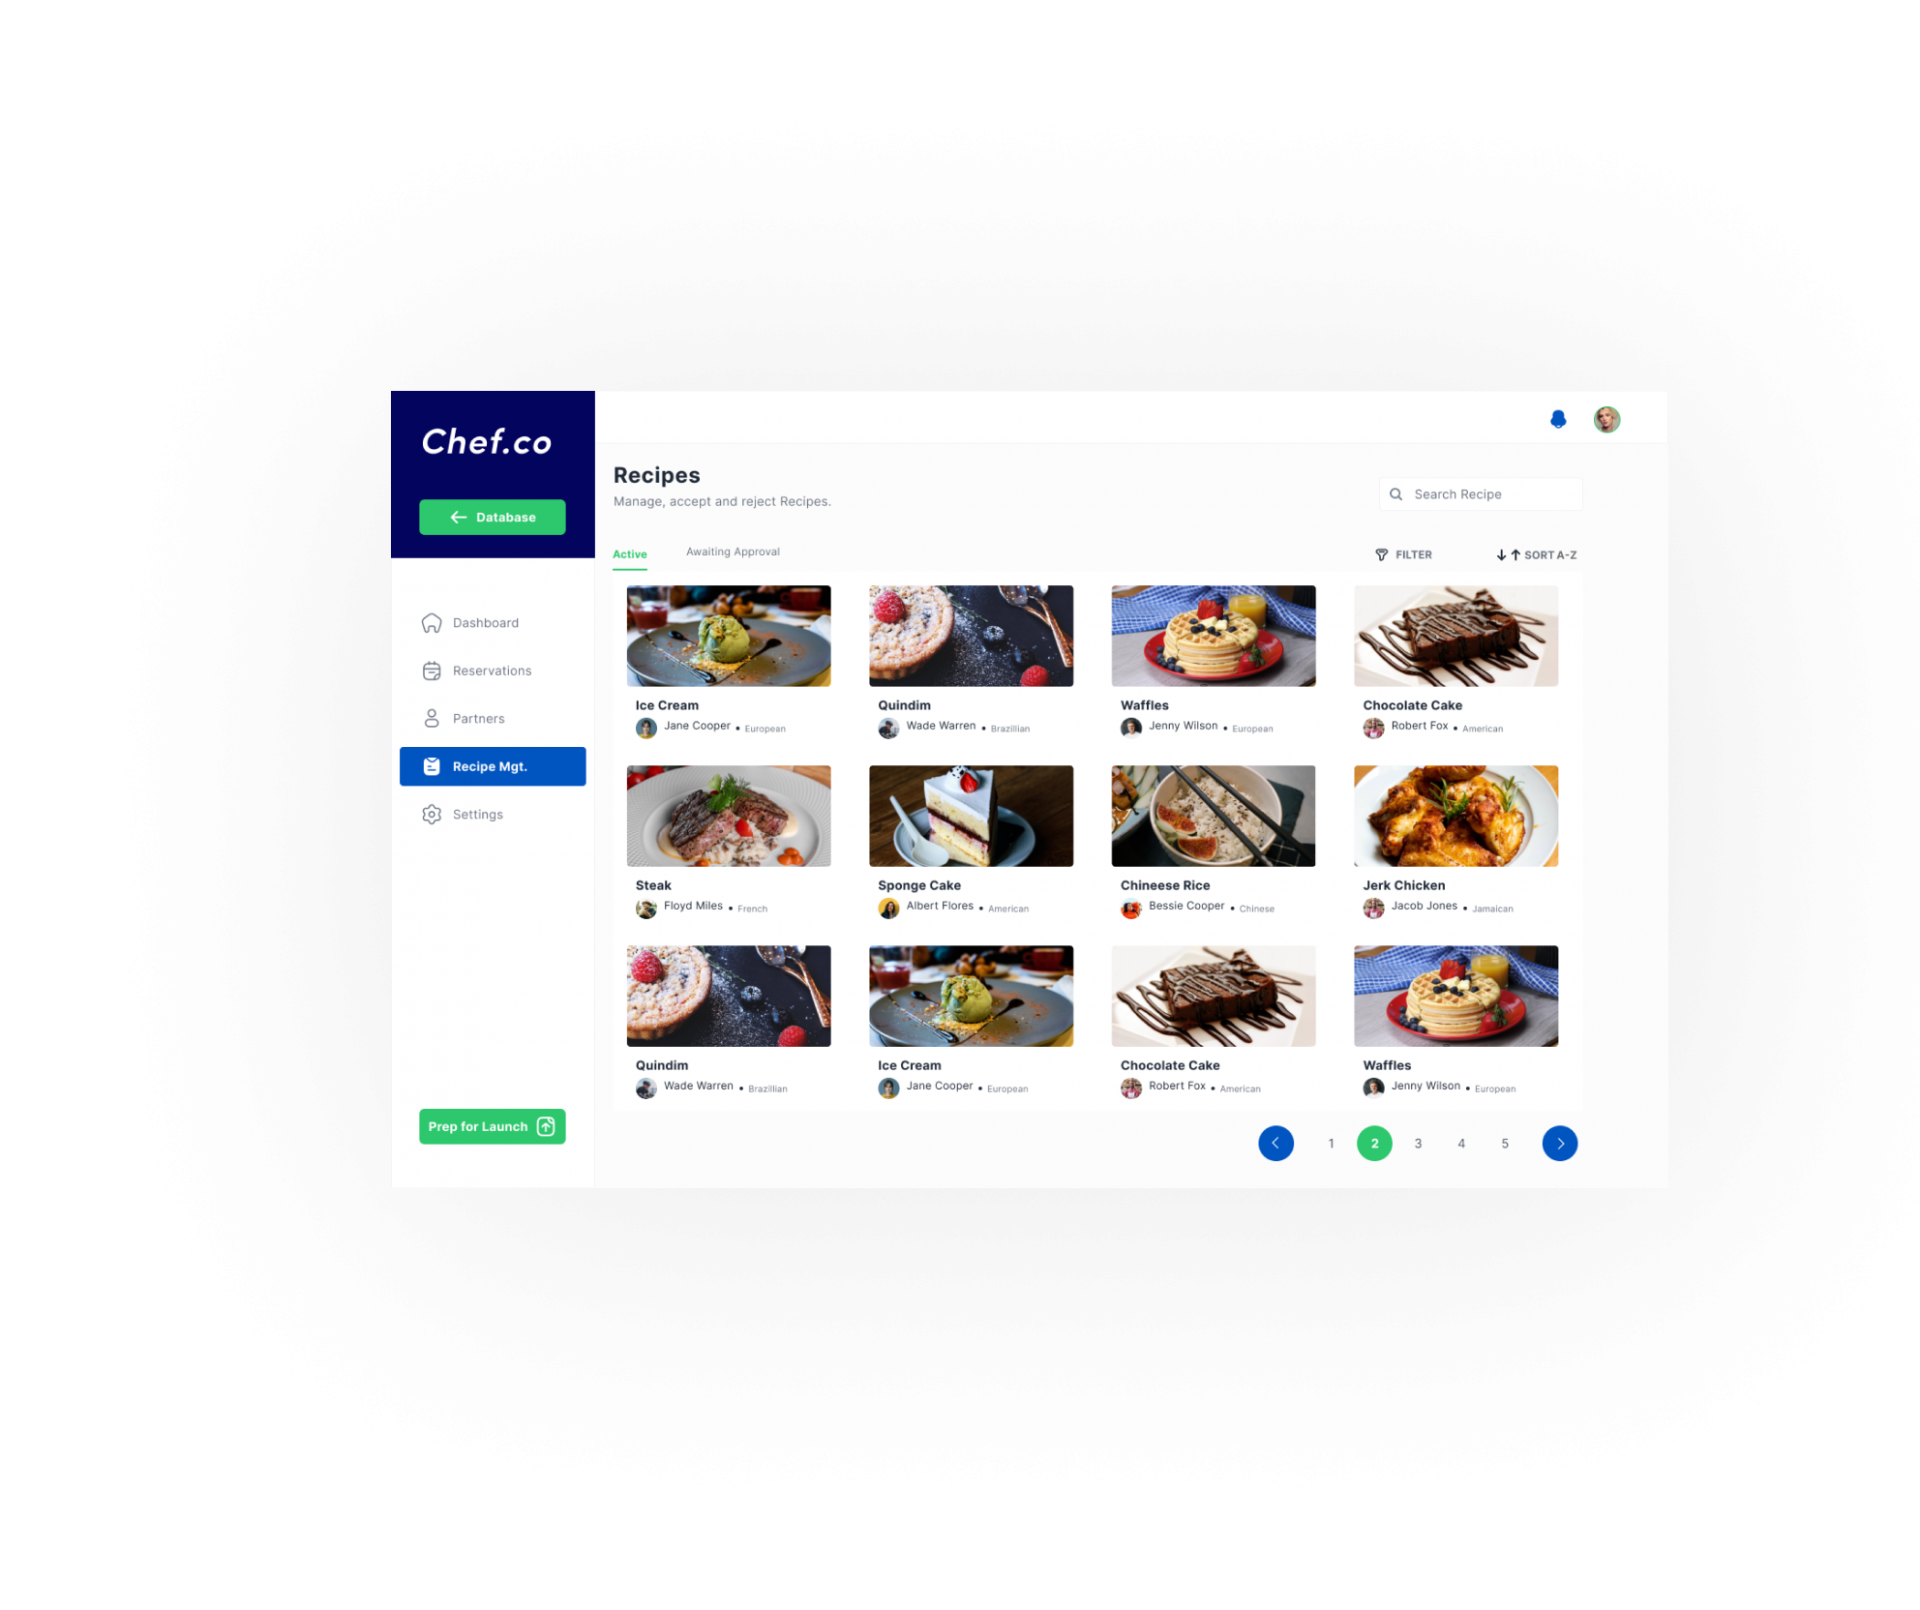 Chef.co
Database
Dashboard
Reservations
Partners
Recipe Mgt.
Settings
Prep for Launch
Recipes
Manage, accept and reject Recipes.
Search Recipe
Active
Awaiting Approval
FILTER
SORT A-Z
Ice Cream
Jane Cooper • European
Quindim
Wade Warren • Brazillian
Waffles
Jenny Wilson • European
Chocolate Cake
Robert Fox • American
Steak
Floyd Miles • French
Sponge Cake
Albert Flores • American
Chineese Rice
Bessie Cooper • Chinese
Jerk Chicken
Jacob Jones • Jamaican
Quindim
Wade Warren • Brazillian
Ice Cream
Jane Cooper • European
Chocolate Cake
Robert Fox • American
Waffles
Jenny Wilson • European
1 2 3 4 5